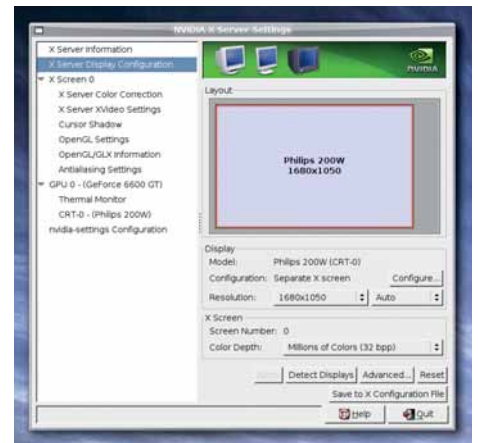 NVIDIA X Server Settings
X Server Information
X Server Display Configuration
X Screen 0
X Server Color Correction
X Server XVideo Settings
Cursor Shadow
OpenGL Settings
OpenGL/GLX Information
Antialiasing Settings
GPU 0 - (GeForce 6600 GT)
Thermal Monitor
CRT-0 - (Philips 200W)
nvidia-settings Configuration
NVIDIA
Layout
Philips 200W
1680x1050
Display
Model: Philips 200W (CRT-0)
Configuration: Separate X screen Configure...
Resolution: 1680x1050 Auto
X Screen
Screen Number: 0
Color Depth: Millions of Colors (32 bpp)
Detect Displays Advanced... Reset
Save to X Configuration File
Help Quit